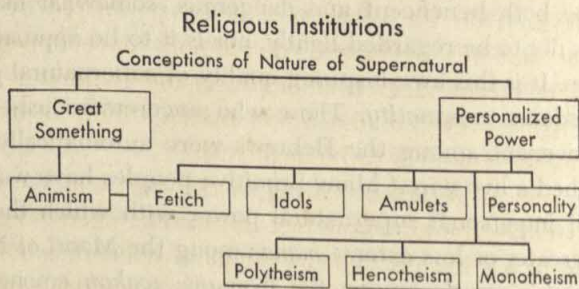 Religious Institutions
Conceptions of Nature of Supernatural
Great
Something
Personalized
Power
Animism
Fetich
Idols
Amulets
Personality
Polytheism
Henotheism
Monotheism